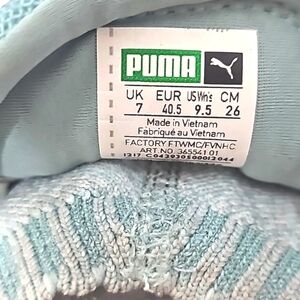 PUMA
UK EUR US Wn's CM
7 40.5 9.5 26
Made in Vietnam
Fabriqué au Vietnam
FACTORY FTWMC/FVNHC
ART NO. 365541 01